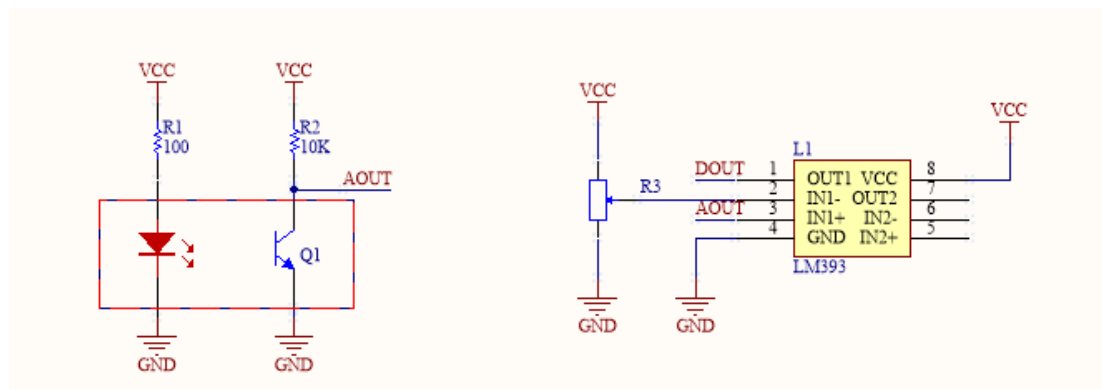 VCC
VCC
R1
100
R2
10K
AOUT
Q1
GND
GND
VCC
VCC
L1
DOUT
1
OUT1
VCC
8
R3
2
IN1-
OUT2
7
AOUT
3
IN1+
IN2-
6
4
GND
IN2+
5
LM393
GND
GND